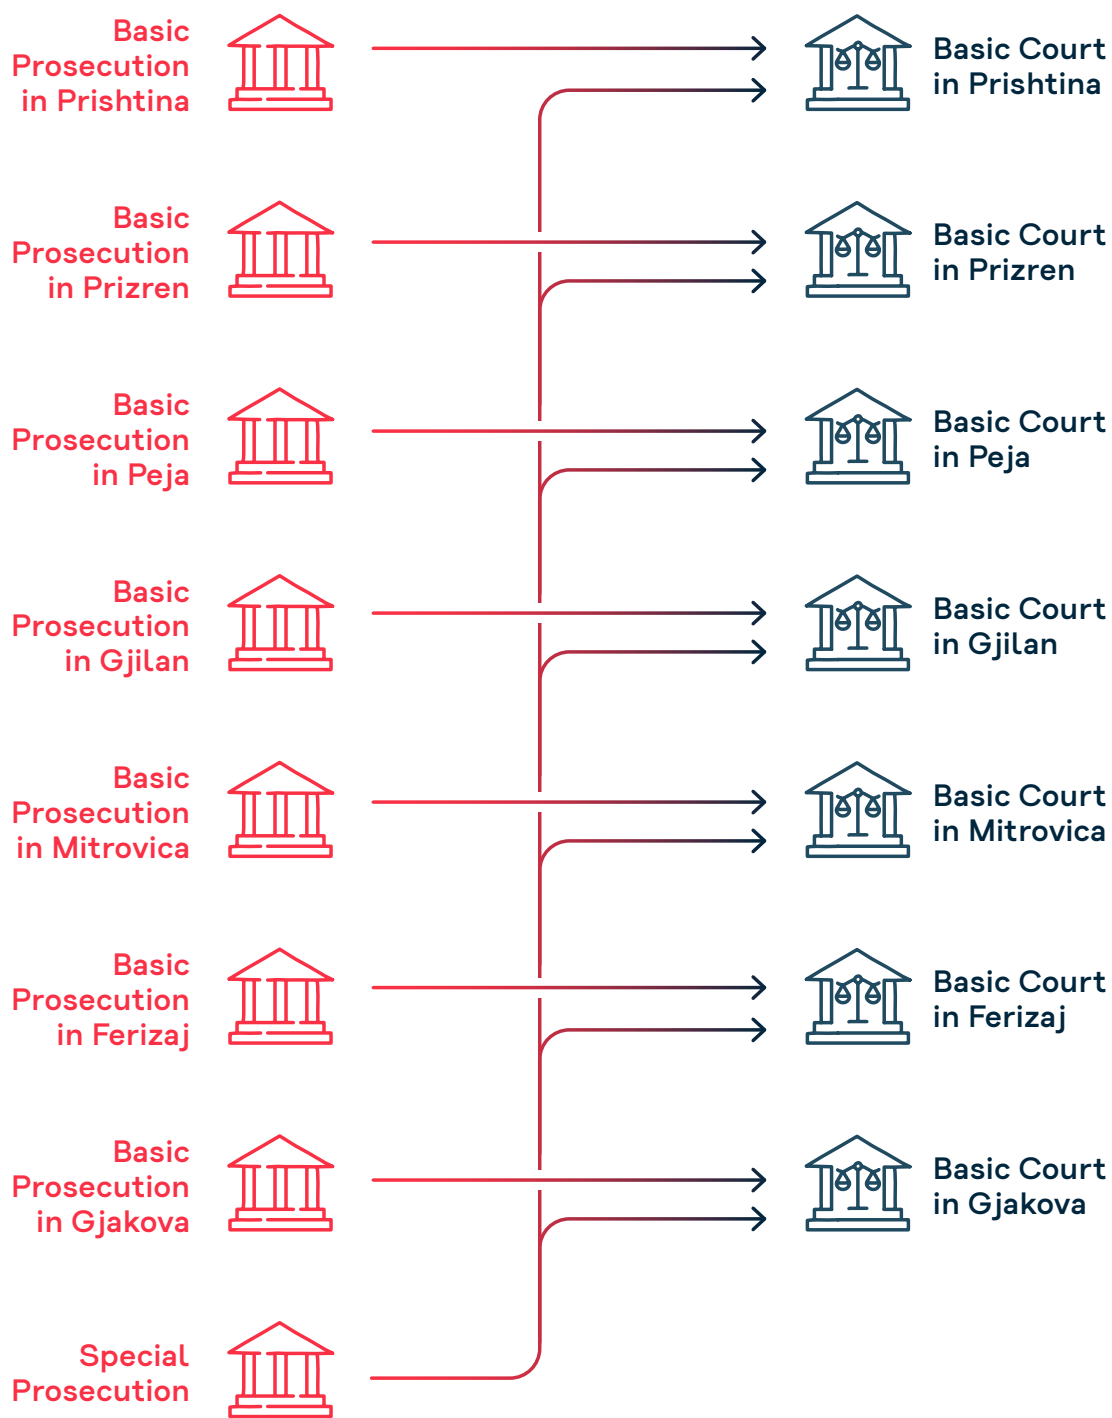 Basic
Prosecution
in Prishtina
Basic Court
in Prishtina
Basic
Prosecution
in Prizren
Basic Court
in Prizren
Basic
Prosecution
in Peja
Basic Court
in Peja
Basic
Prosecution
in Gjilan
Basic Court
in Gjilan
Basic
Prosecution
in Mitrovica
Basic Court
in Mitrovica
Basic
Prosecution
in Ferizaj
Basic Court
in Ferizaj
Basic
Prosecution
in Gjakova
Basic Court
in Gjakova
Special
Prosecution